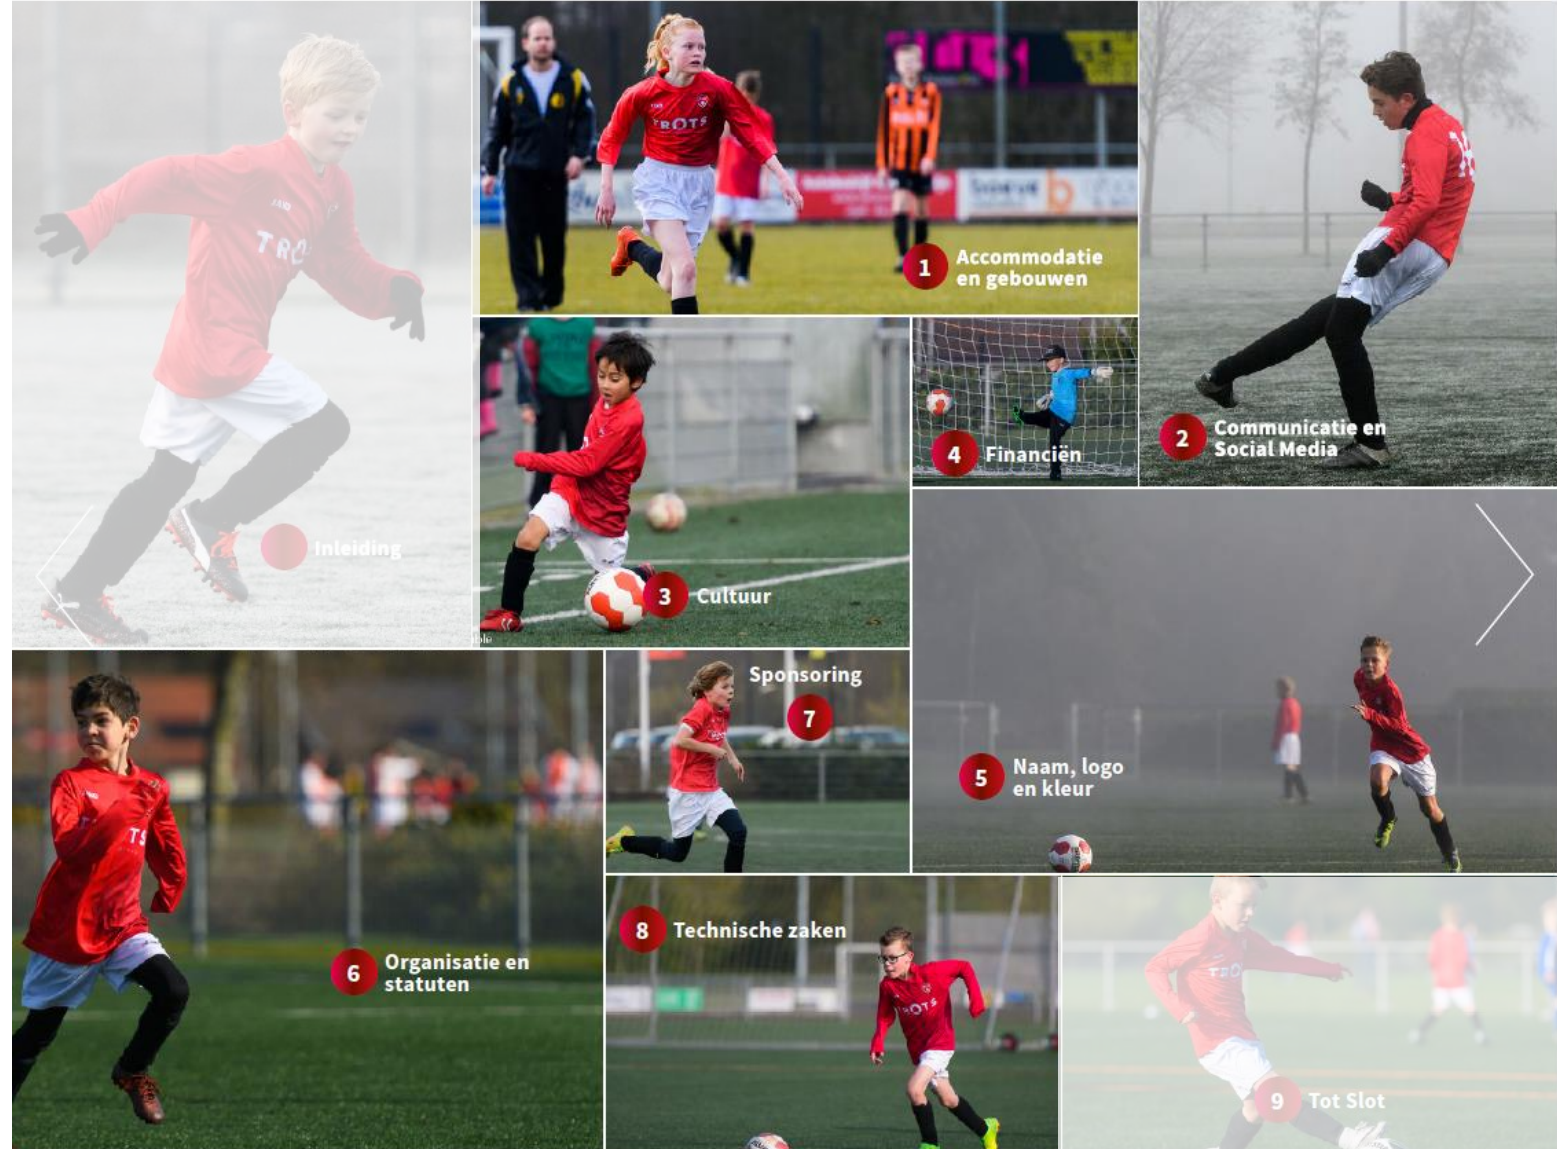 Inleiding
TROTS
1
Accommodatie
en gebouwen
2
Communicatie en
Social Media
3
Cultuur
4
Financiën
5
Naam, logo
en kleur
6
Organisatie en
statuten
Sponsoring
7
8
Technische zaken
9
Tot Slot